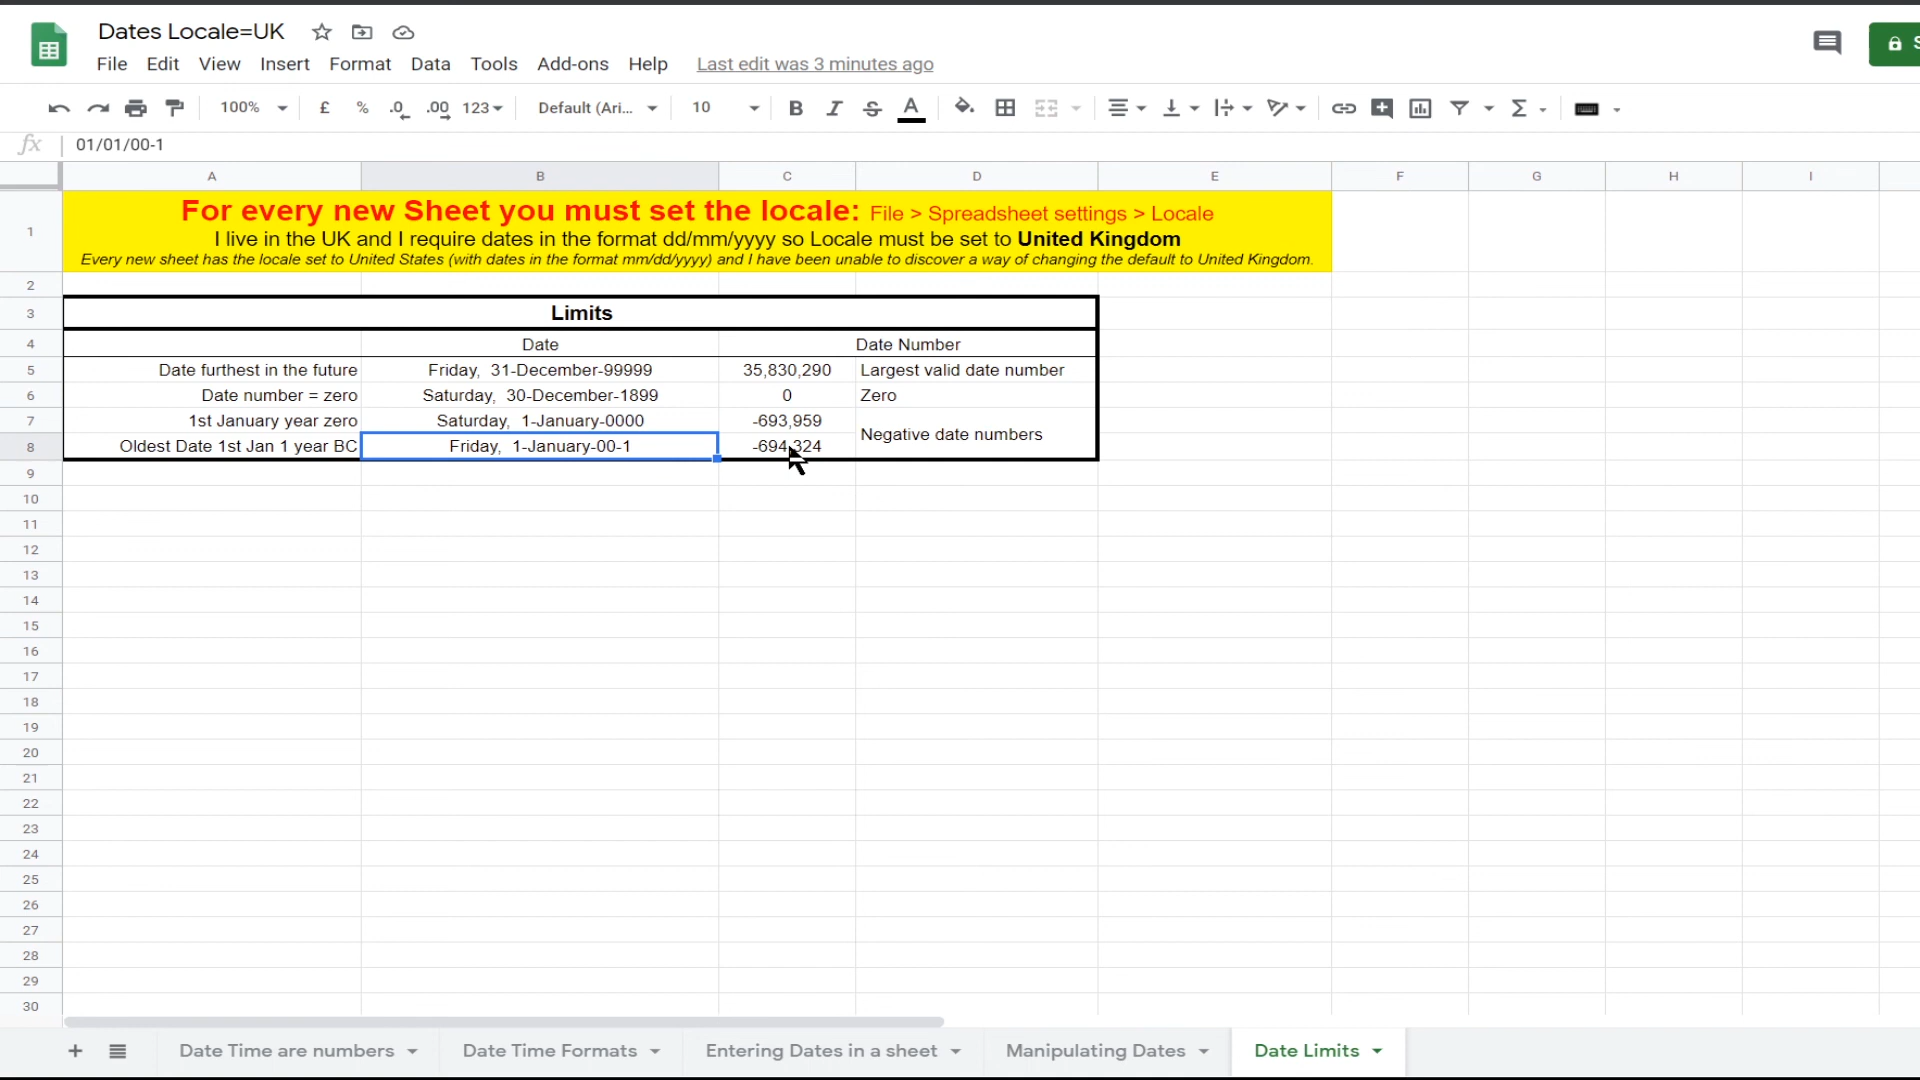 Dates Locale=UK
File Edit View Insert Format Data Tools Add-ons Help Last edit was 3 minutes ago
100% £ % .0 .00 123 Default (Ari... 10 B I S A Σ
fx 01/01/00-1
A B C D E F G H I
1
For every new Sheet you must set the locale: File > Spreadsheet settings > Locale
I live in the UK and I require dates in the format dd/mm/yyyy so Locale must be set to United Kingdom
Every new sheet has the locale set to United States (with dates in the format mm/dd/yyyy) and I have been unable to discover a way of changing the default to United Kingdom.
2
3 Limits
4 Date Date Number
5 Date furthest in the future Friday, 31-December-99999 35,830,290 Largest valid date number
6 Date number = zero Saturday, 30-December-1899 0 Zero
7 1st January year zero Saturday, 1-January-0000 -693,959
Negative date numbers
8 Oldest Date 1st Jan 1 year BC Friday, 1-January-00-1 -694,324
9
10
11
12
13
14
15
16
17
18
19
20
21
22
23
24
25
26
27
28
29
30
+ Date Time are numbers Date Time Formats Entering Dates in a sheet Manipulating Dates Date Limits